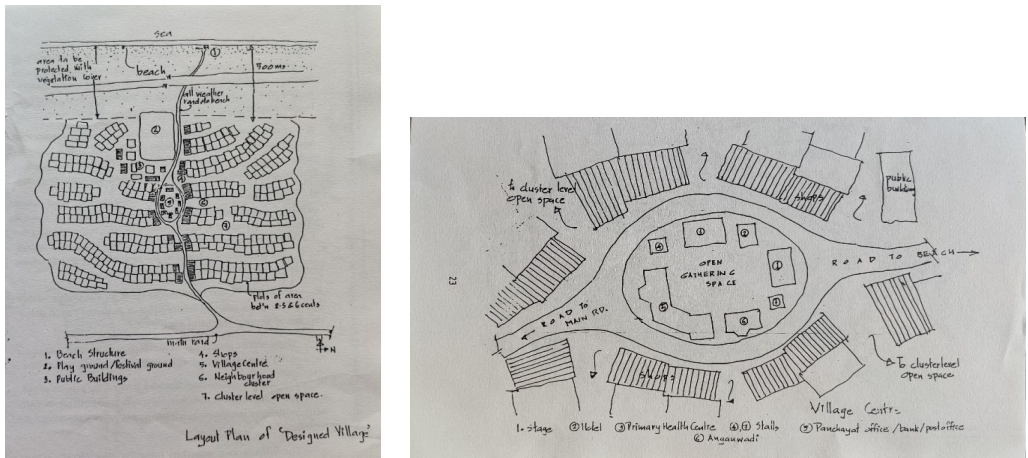 sea
①
area to be
protected with
vegetation cover
beach
500ms
all weather
road to beach
②
③
⑤
⑥
⑦
plots of area
betn 2.5 & 6 cents
main road
N
1. Beach Structure
2. Play ground/festival ground
3. Public Buildings
4. Shops
5. Village Centre
6. Neighbourhood
cluster
7. Cluster level open space.
Layout Plan of 'Designed Village'
To cluster level
open space
shops
public
building
①
②
④
OPEN
GATHERING
SPACE
ROAD TO BEACH
ROAD TO
MAIN RD.
⑥
shops
To cluster level
open space
23
Village Centre
1. Stage ② Hotel ③ Primary Health Centre ④,⑦ Stalls ⑤ Panchayat office/bank/post office
⑥ Anganwadi